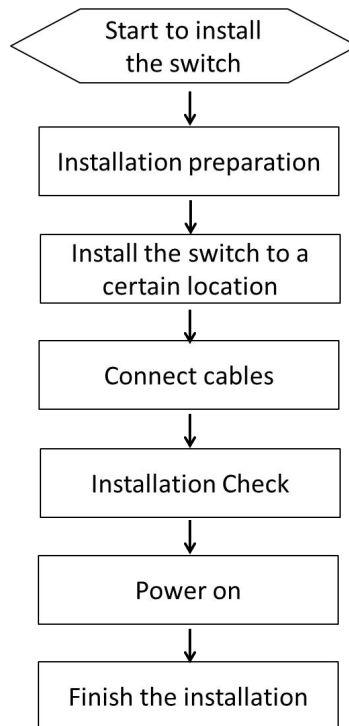 Start to install
the switch
Installation preparation
Install the switch to a
certain location
Connect cables
Installation Check
Power on
Finish the installation